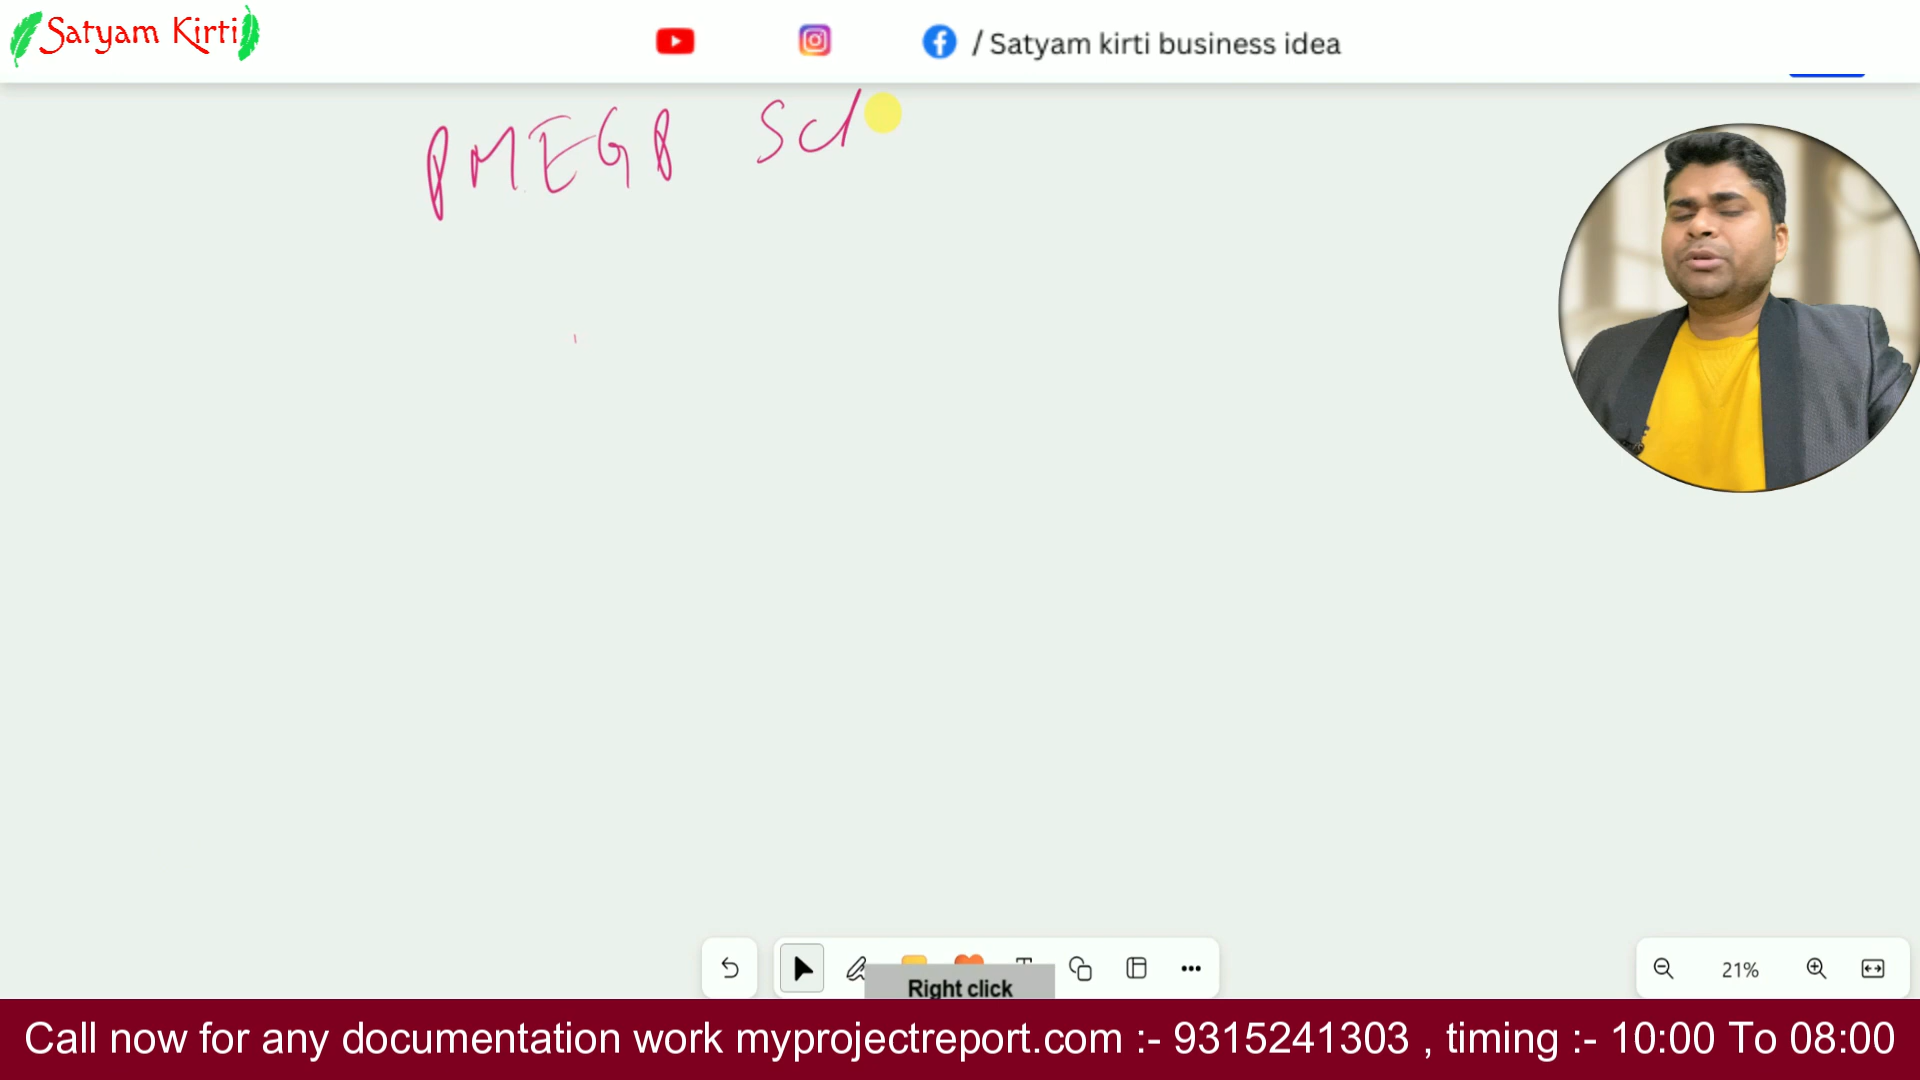 Satyam Kirti
/ Satyam kirti business idea
PMEGP Sch
Right click
21%
Call now for any documentation work myprojectreport.com :- 9315241303 , timing :- 10:00 To 08:00